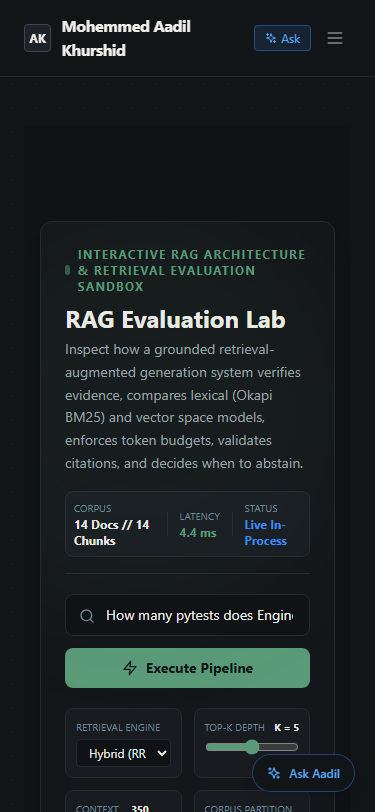 AK
Mohemmed Aadil
Khurshid
Ask
INTERACTIVE RAG ARCHITECTURE
& RETRIEVAL EVALUATION
SANDBOX
RAG Evaluation Lab
Inspect how a grounded retrieval-
augmented generation system verifies
evidence, compares lexical (Okapi
BM25) and vector space models,
enforces token budgets, validates
citations, and decides when to abstain.
CORPUS
14 Docs // 14
Chunks
LATENCY
4.4 ms
STATUS
Live In-
Process
How many pytests does Engin
Execute Pipeline
RETRIEVAL ENGINE
Hybrid (RR
TOP-K DEPTH K = 5
Ask Aadil
CONTEXT 350
CORPUS PARTITION